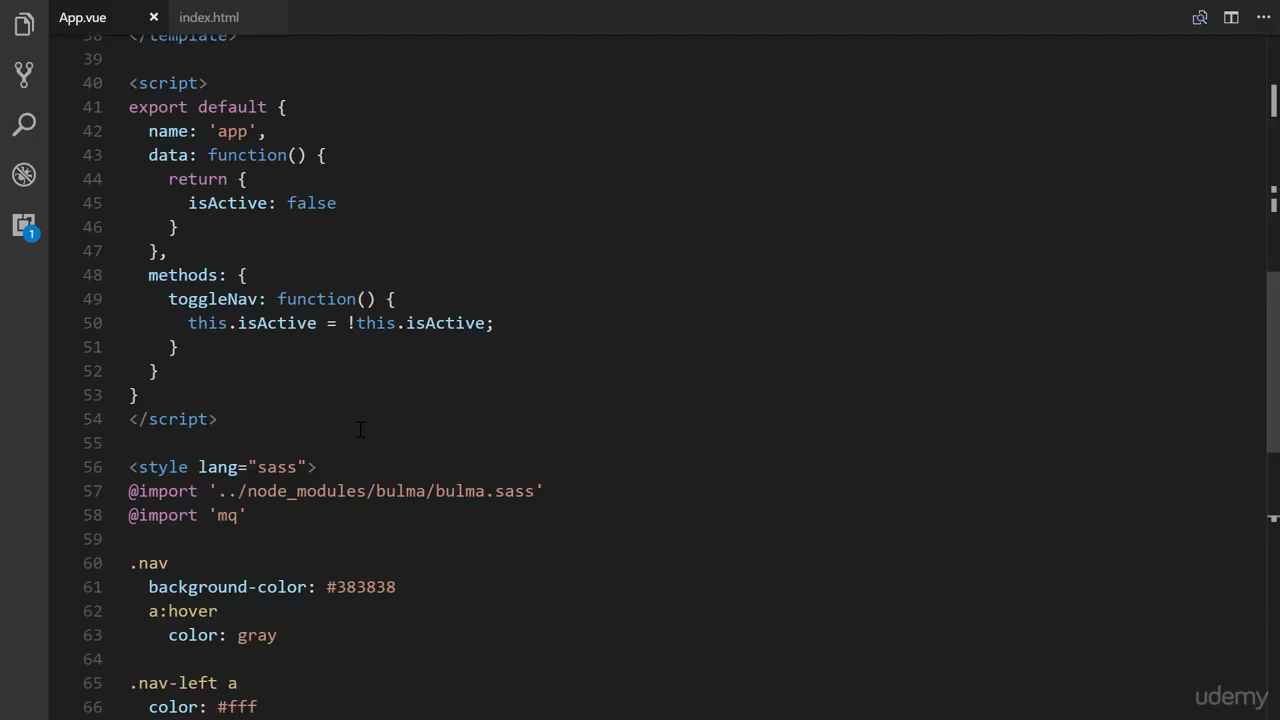 App.vue × index.html
38 </template>
39
40 <script>
41 export default {
42   name: 'app',
43   data: function() {
44     return {
45       isActive: false
46     }
47   },
48   methods: {
49     toggleNav: function() {
50       this.isActive = !this.isActive;
51     }
52   }
53 }
54 </script>
55
56 <style lang="sass">
57 @import '../node_modules/bulma/bulma.sass'
58 @import 'mq'
59
60 .nav
61   background-color: #383838
62   a:hover
63     color: gray
64
65 .nav-left a
66   color: #fff
1
udemy